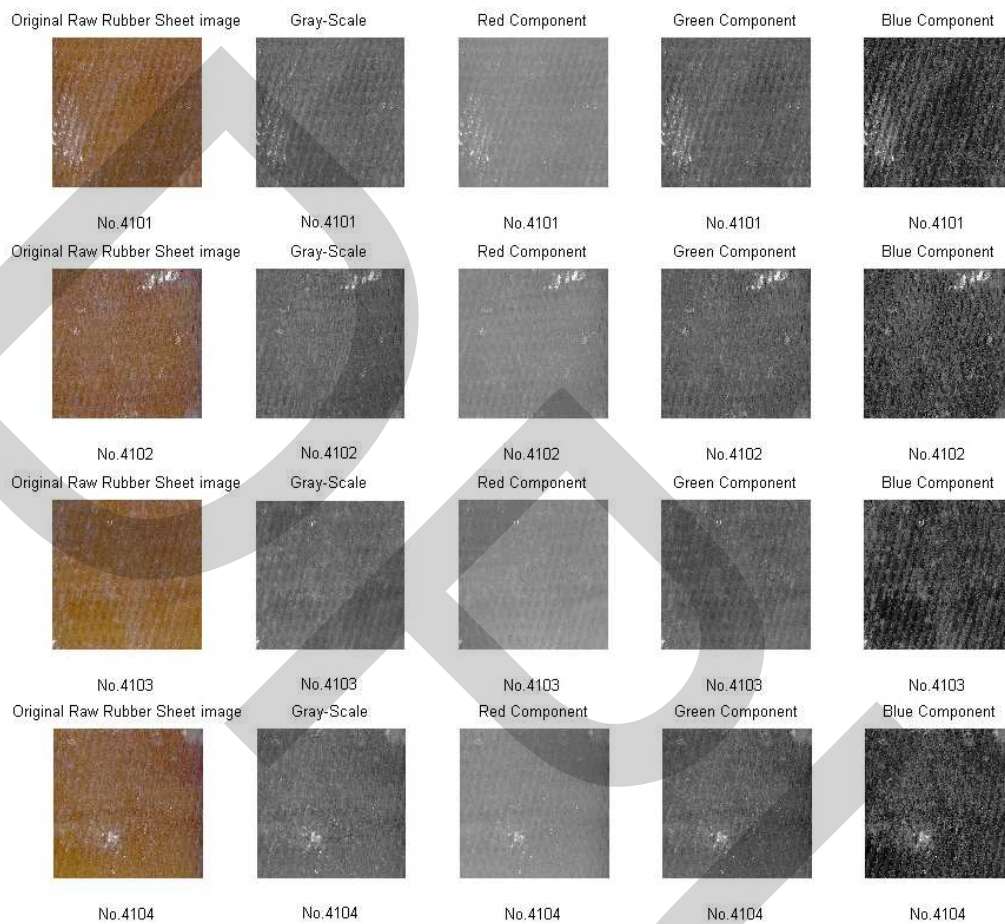 Original Raw Rubber Sheet image Gray-Scale Red Component Green Component Blue Component
No.4101 No.4101 No.4101 No.4101 No.4101
Original Raw Rubber Sheet image Gray-Scale Red Component Green Component Blue Component
No.4102 No.4102 No.4102 No.4102 No.4102
Original Raw Rubber Sheet image Gray-Scale Red Component Green Component Blue Component
No.4103 No.4103 No.4103 No.4103 No.4103
Original Raw Rubber Sheet image Gray-Scale Red Component Green Component Blue Component
No.4104 No.4104 No.4104 No.4104 No.4104